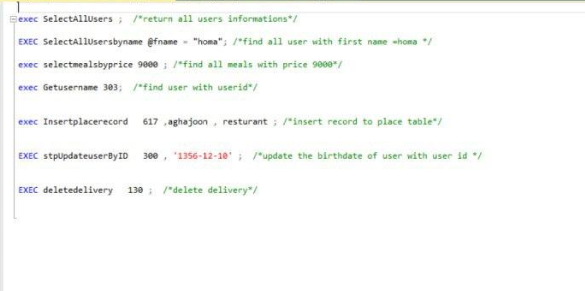 exec SelectAllUsers ; /*return all users informations*/
EXEC SelectAllUsersbyname @fname = "homa"; /*find all user with first name =homa */
exec selectmealsbyprice 9000 ; /*find all meals with price 9000*/
exec Getusername 303; /*find user with userid*/
exec Insertplacerecord 617 ,aghajoon , resturant ; /*insert record to place table*/
EXEC stpUpdateuserByID 300 , '1356-12-10' ; /*update the birthdate of user with user id */
EXEC deletedelivery 130 ; /*delete delivery*/